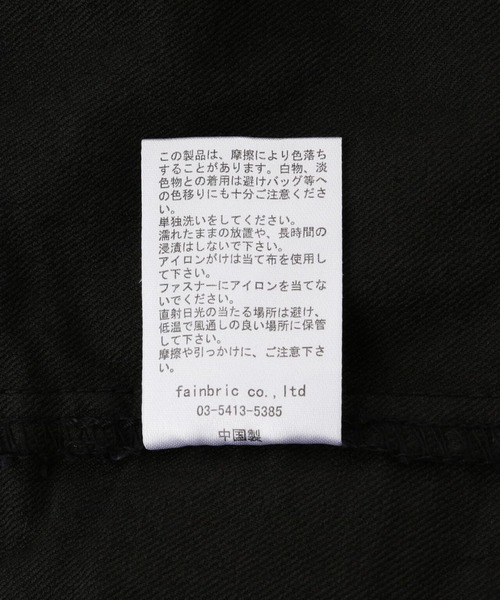 この製品は、摩擦により色落ち
することがあります。白物、淡
色物との着用は避けバッグ等へ
の色移りにも十分ご注意くださ
い。
単独洗いをしてください。
濡れたままの放置や、長時間の
浸漬はしないで下さい。
アイロンがけは当て布を使用し
て下さい。
ファスナーにアイロンを当てな
いでください。
直射日光の当たる場所は避け、
低温で風通しの良い場所に保管
して下さい。
摩擦や引っかけに、ご注意下さ
い。
fainbric co.,ltd
03-5413-5385
中国製